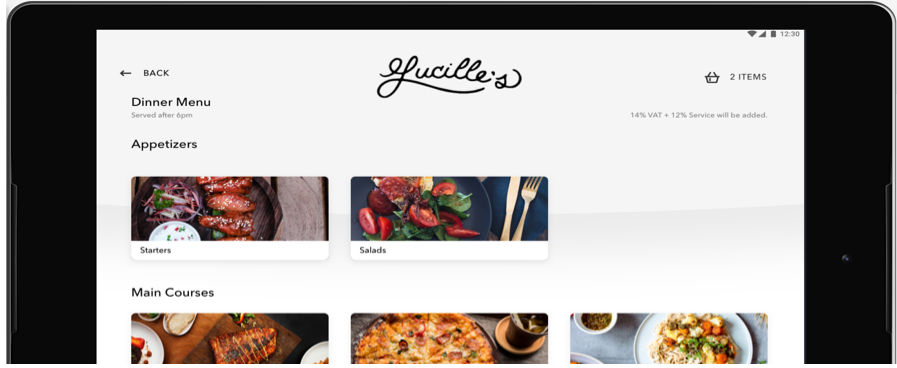 12:30
BACK
Lucille's
2 ITEMS
Dinner Menu
Served after 6pm
14% VAT + 12% Service will be added.
Appetizers
Starters
Salads
Main Courses